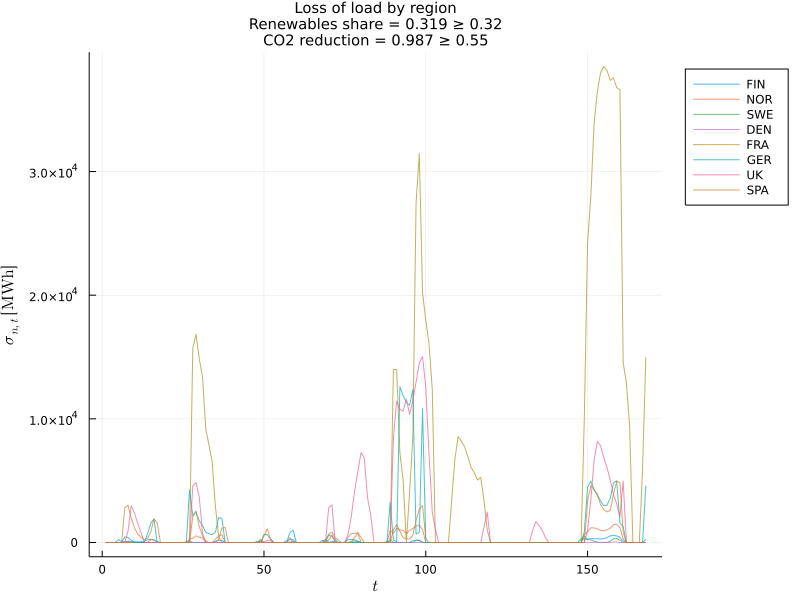 Loss of load by region
Renewables share = 0.319 ≥ 0.32
CO2 reduction = 0.987 ≥ 0.55
FIN
NOR
SWE
DEN
FRA
GER
UK
SPA
3.0×10⁴
2.0×10⁴
1.0×10⁴
0
σₙ,ₜ [MWh]
0 50 100 150
t